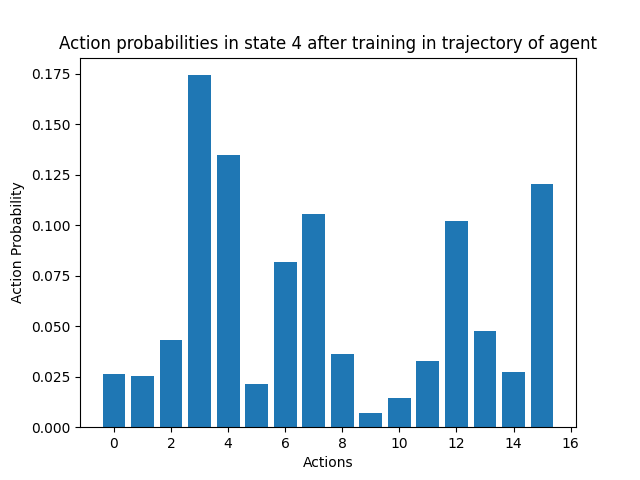 Action probabilities in state 4 after training in trajectory of agent
0.175
0.150
0.125
0.100
0.075
0.050
0.025
0.000
Action Probability
0 2 4 6 8 10 12 14 16
Actions